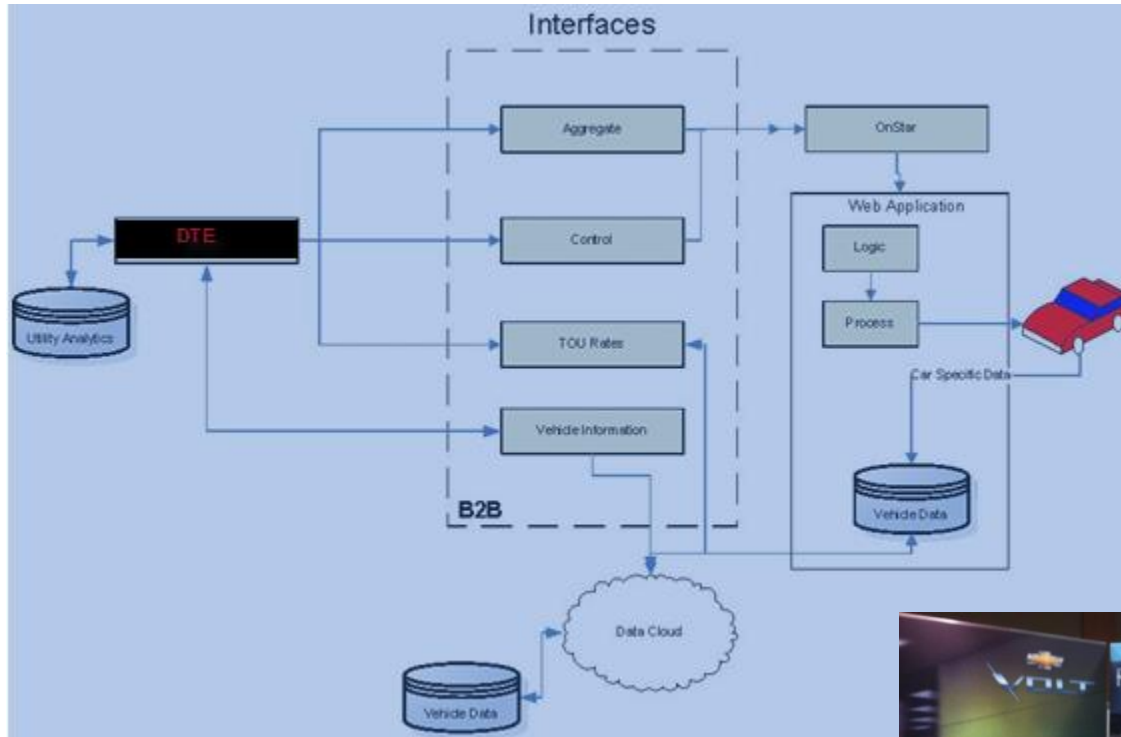 Interfaces
Aggregate
OnStar
Web Application
DTE
Control
Logic
Utility Analytics
TOU Rates
Process
Car Specific Data
Vehicle Information
B2B
Vehicle Data
Data Cloud
Vehicle Data
VOLT